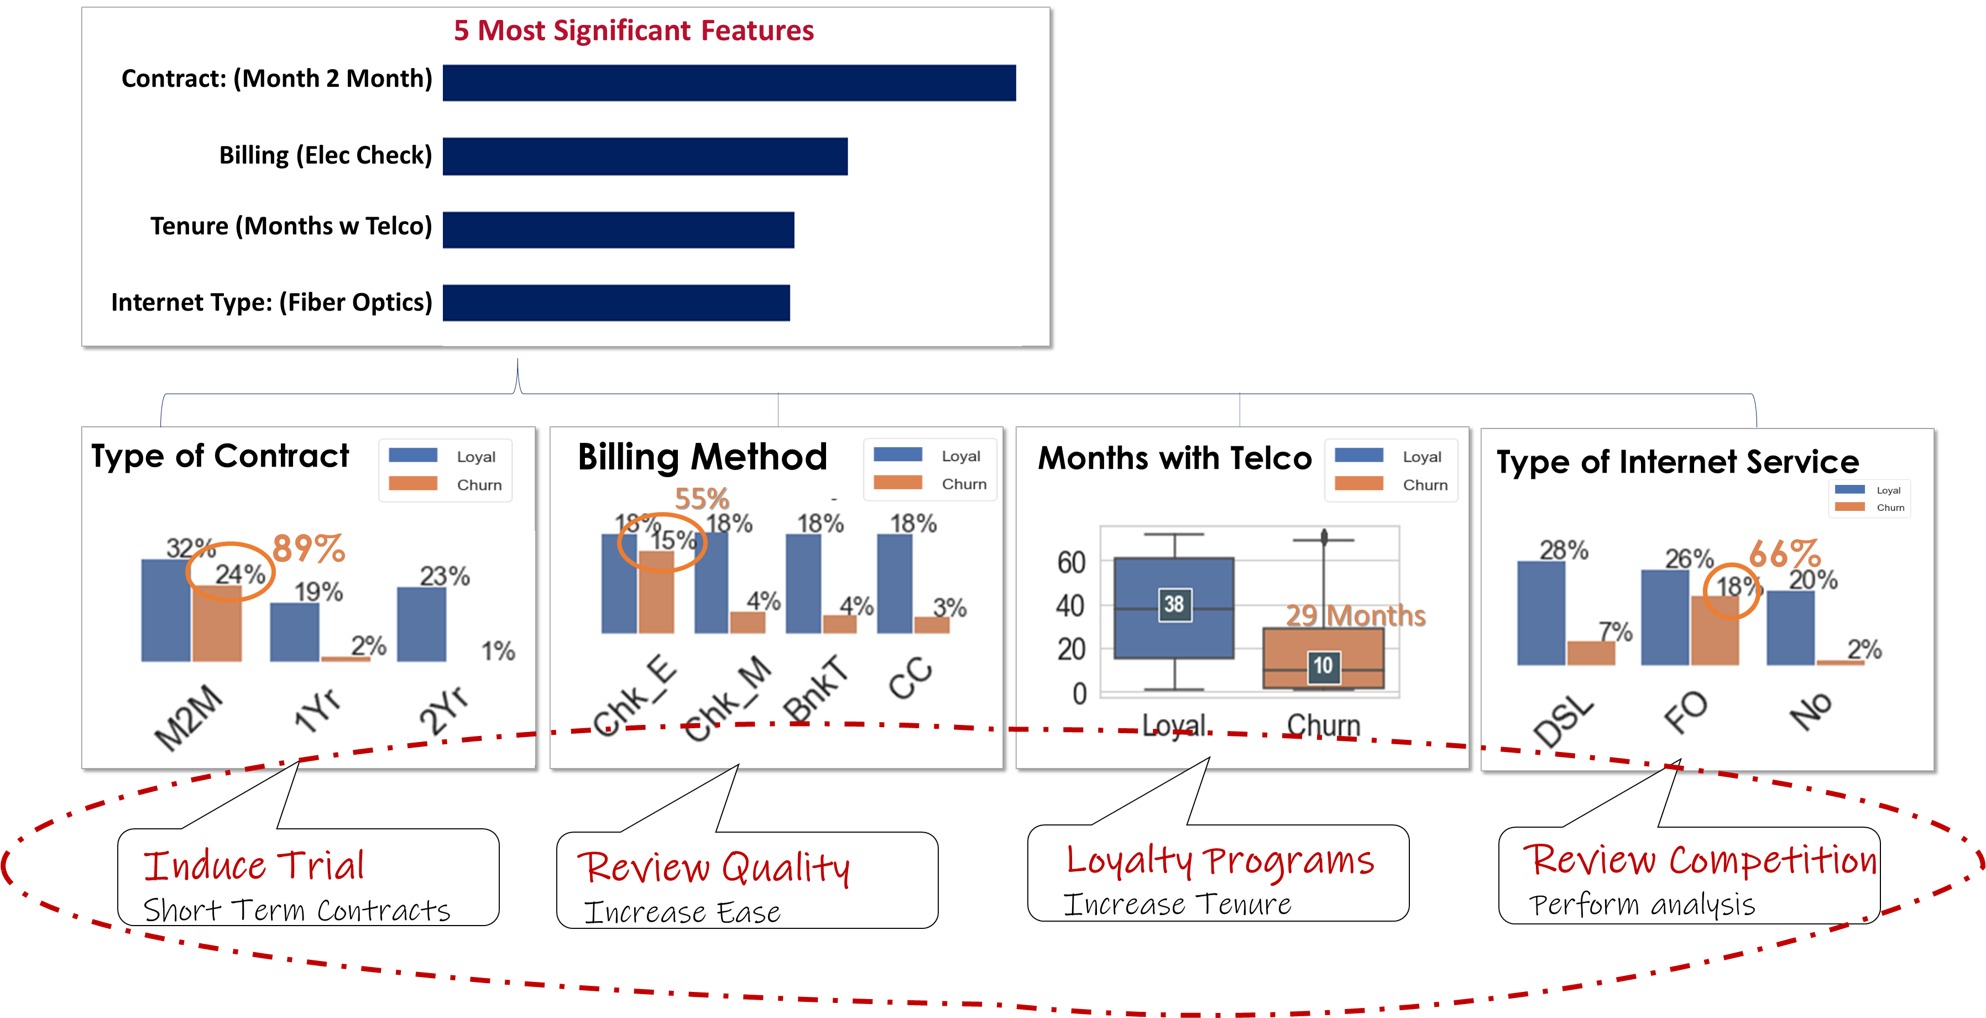 5 Most Significant Features
Contract: (Month 2 Month)
Billing (Elec Check)
Tenure (Months w Telco)
Internet Type: (Fiber Optics)
Type of Contract
Loyal
Churn
89%
32%
24%
19%
2%
23%
1%
M2M
1Yr
2Yr
Billing Method
Loyal
Churn
55%
18%
15%
18%
4%
18%
4%
18%
3%
Chk_E
Chk_M
BnkT
CC
Months with Telco
Loyal
Churn
60
40
20
0
38
29 Months
10
Loyal
Churn
Type of Internet Service
Loyal
Churn
66%
28%
7%
26%
18%
20%
2%
DSL
FO
No
Induce Trial
Short Term Contracts
Review Quality
Increase Ease
Loyalty Programs
Increase Tenure
Review Competition
Perform analysis